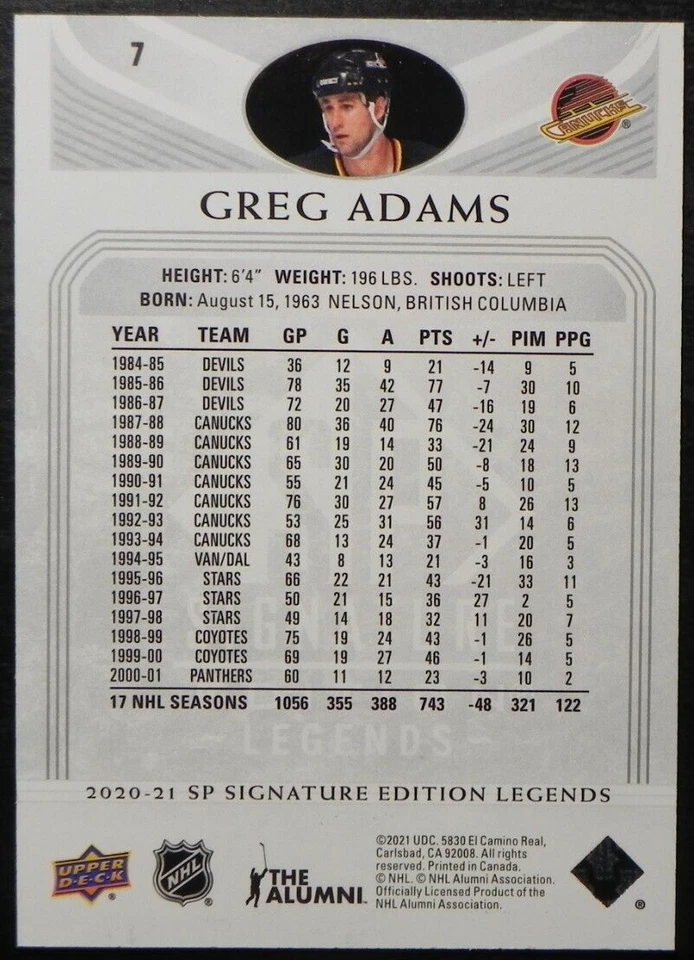 7
CANUCKS ®
GREG ADAMS
HEIGHT: 6'4" WEIGHT: 196 LBS. SHOOTS: LEFT
BORN: August 15, 1963 NELSON, BRITISH COLUMBIA
YEAR TEAM GP G A PTS +/- PIM PPG
1984-85 DEVILS 36 12 9 21 -14 9 5
1985-86 DEVILS 78 35 42 77 -7 30 10
1986-87 DEVILS 72 20 27 47 -16 19 6
1987-88 CANUCKS 80 36 40 76 -24 30 12
1988-89 CANUCKS 61 19 14 33 -21 24 9
1989-90 CANUCKS 65 30 20 50 -8 18 13
1990-91 CANUCKS 55 21 24 45 -5 10 5
1991-92 CANUCKS 76 30 27 57 8 26 13
1992-93 CANUCKS 53 25 31 56 31 14 6
1993-94 CANUCKS 68 13 24 37 -1 20 5
1994-95 VAN/DAL 43 8 13 21 -3 16 3
1995-96 STARS 66 22 21 43 -21 33 11
1996-97 STARS 50 21 15 36 27 2 5
1997-98 STARS 49 14 18 32 11 20 7
1998-99 COYOTES 75 19 24 43 -1 26 5
1999-00 COYOTES 69 19 27 46 -1 14 5
2000-01 PANTHERS 60 11 12 23 -3 10 2
17 NHL SEASONS 1056 355 388 743 -48 321 122
SIGNATURE
LEGENDS
2020-21 SP SIGNATURE EDITION LEGENDS
UPPER DECK ®
NHL ®
THE ALUMNI
©2021 UDC. 5830 El Camino Real,
Carlsbad, CA 92008. All rights
reserved. Printed in Canada.
© NHL. © NHL Alumni Association.
Officially Licensed Product of the
NHL Alumni Association.
®